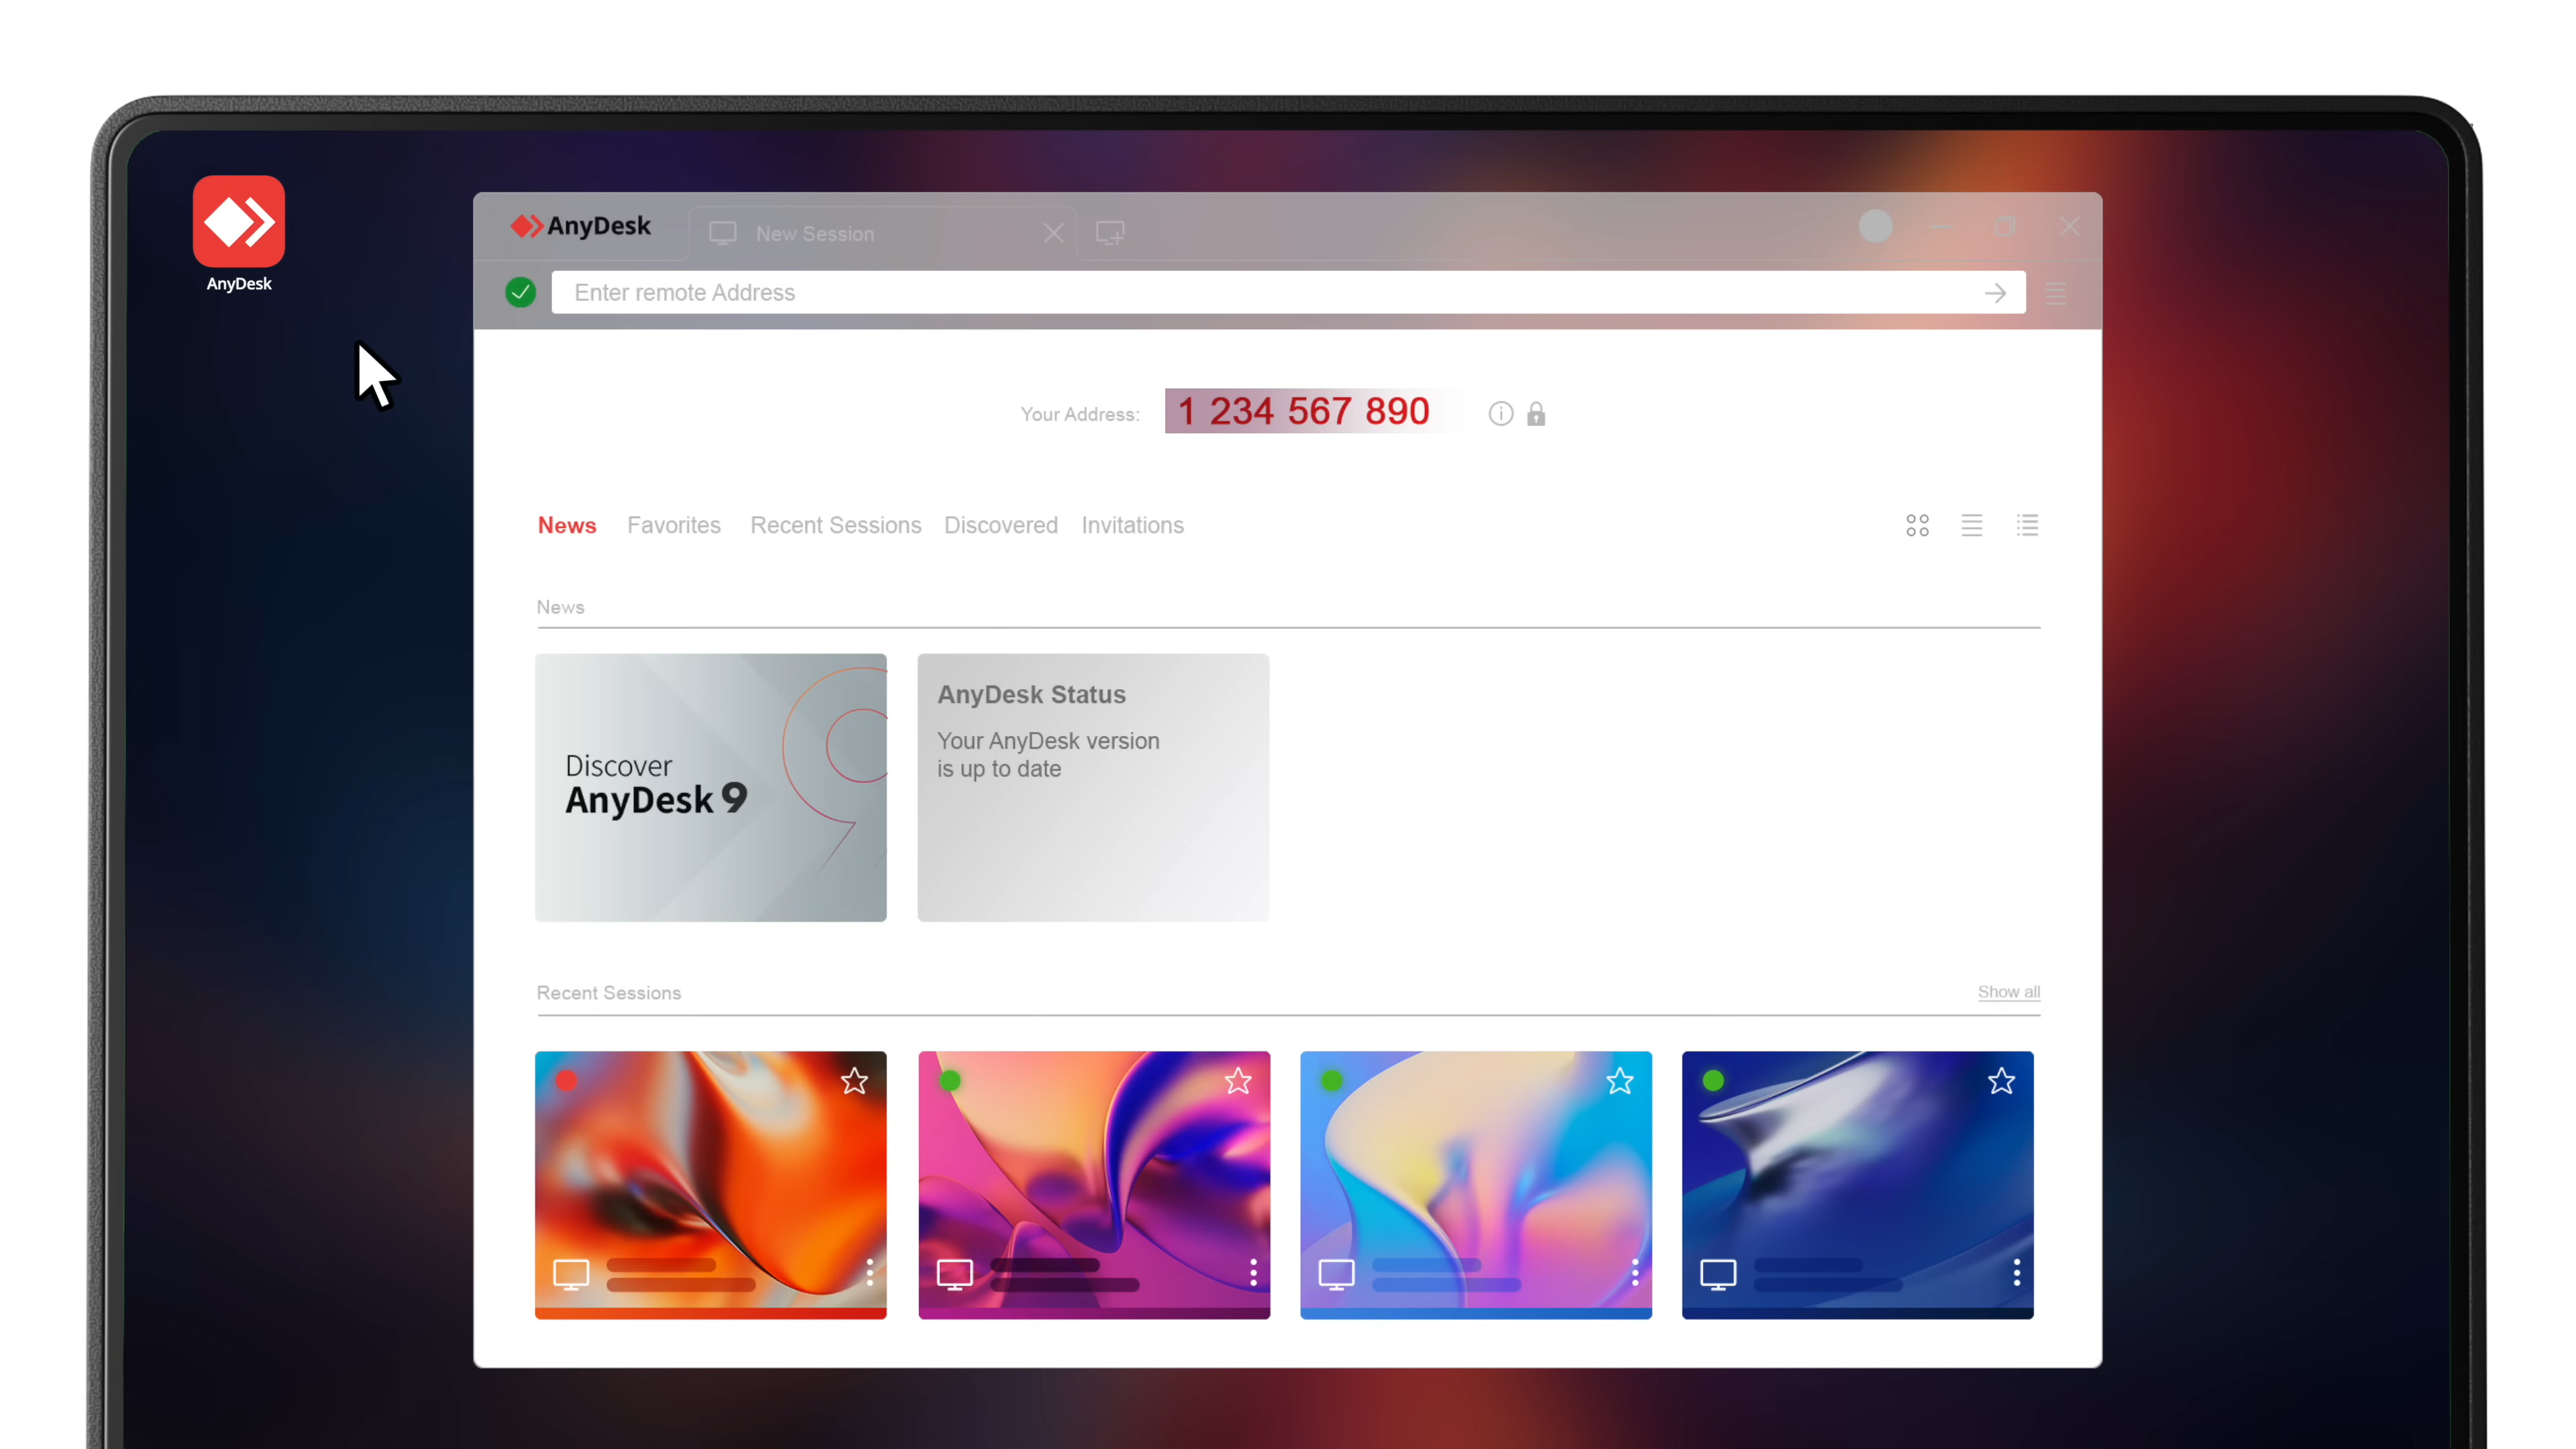 AnyDesk
AnyDesk
New Session
Enter remote Address
Your Address: 1 234 567 890
News Favorites Recent Sessions Discovered Invitations
News
Discover
AnyDesk 9
AnyDesk Status
Your AnyDesk version
is up to date
Recent Sessions
Show all